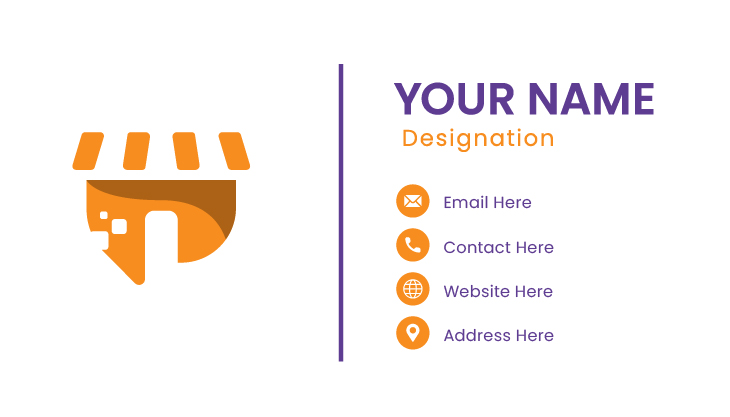 YOUR NAME
Designation
Email Here
Contact Here
Website Here
Address Here